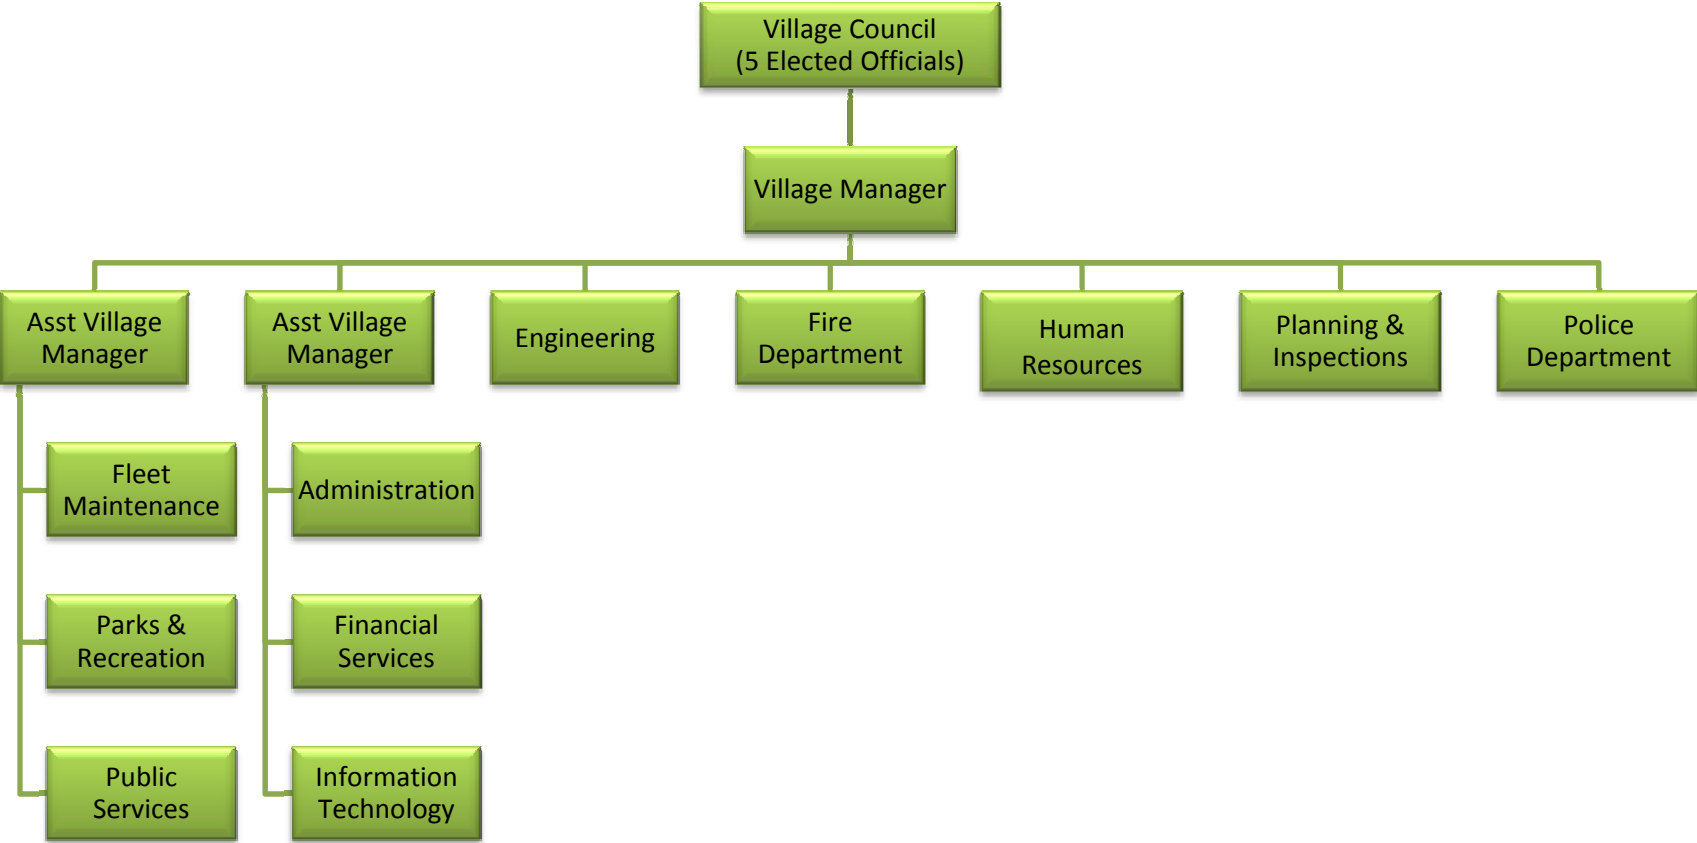 Village Council
(5 Elected Officials)
Village Manager
Asst Village
Manager
Asst Village
Manager
Engineering
Fire
Department
Human
Resources
Planning &
Inspections
Police
Department
Fleet
Maintenance
Administration
Parks &
Recreation
Financial
Services
Public
Services
Information
Technology